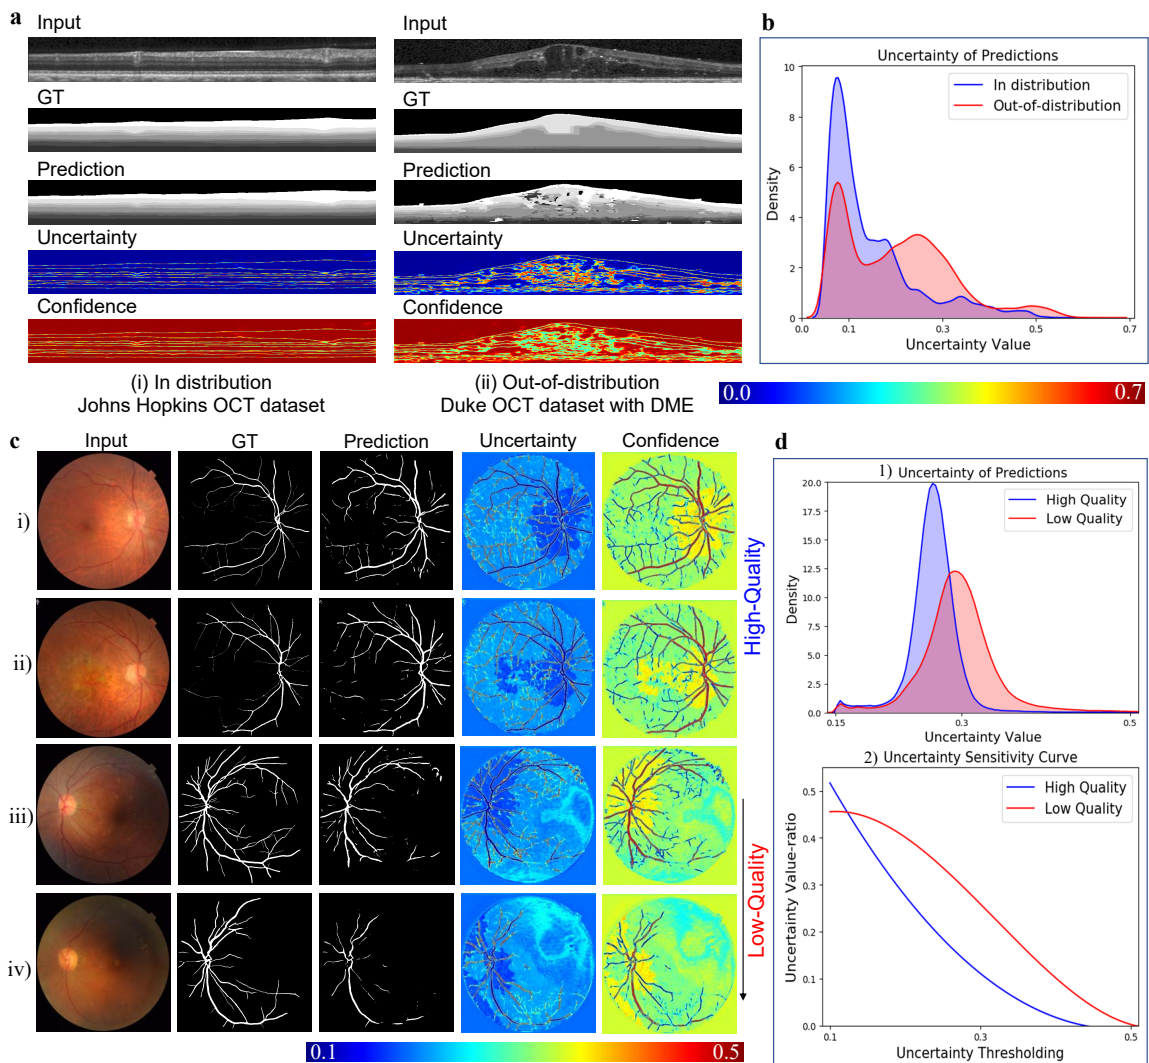 a
Input
GT
Prediction
Uncertainty
Confidence
(i) In distribution
Johns Hopkins OCT dataset
Input
GT
Prediction
Uncertainty
Confidence
(ii) Out-of-distribution
Duke OCT dataset with DME
b
Uncertainty of Predictions
In distribution
Out-of-distribution
Density
10
8
6
4
2
0
0.0 0.1 0.3 0.5 0.7
Uncertainty Value
0.0 0.7
c
Input GT Prediction Uncertainty Confidence
i)
ii)
iii)
iv)
High-Quality
Low-Quality
0.1 0.5
d
1) Uncertainty of Predictions
High Quality
Low Quality
Density
20.0
17.5
15.0
12.5
10.0
7.5
5.0
2.5
0.0
0.15 0.3 0.5
Uncertainty Value
2) Uncertainty Sensitivity Curve
High Quality
Low Quality
Uncertainty Value-ratio
0.5
0.4
0.3
0.2
0.1
0.0
0.1 0.3 0.5
Uncertainty Thresholding